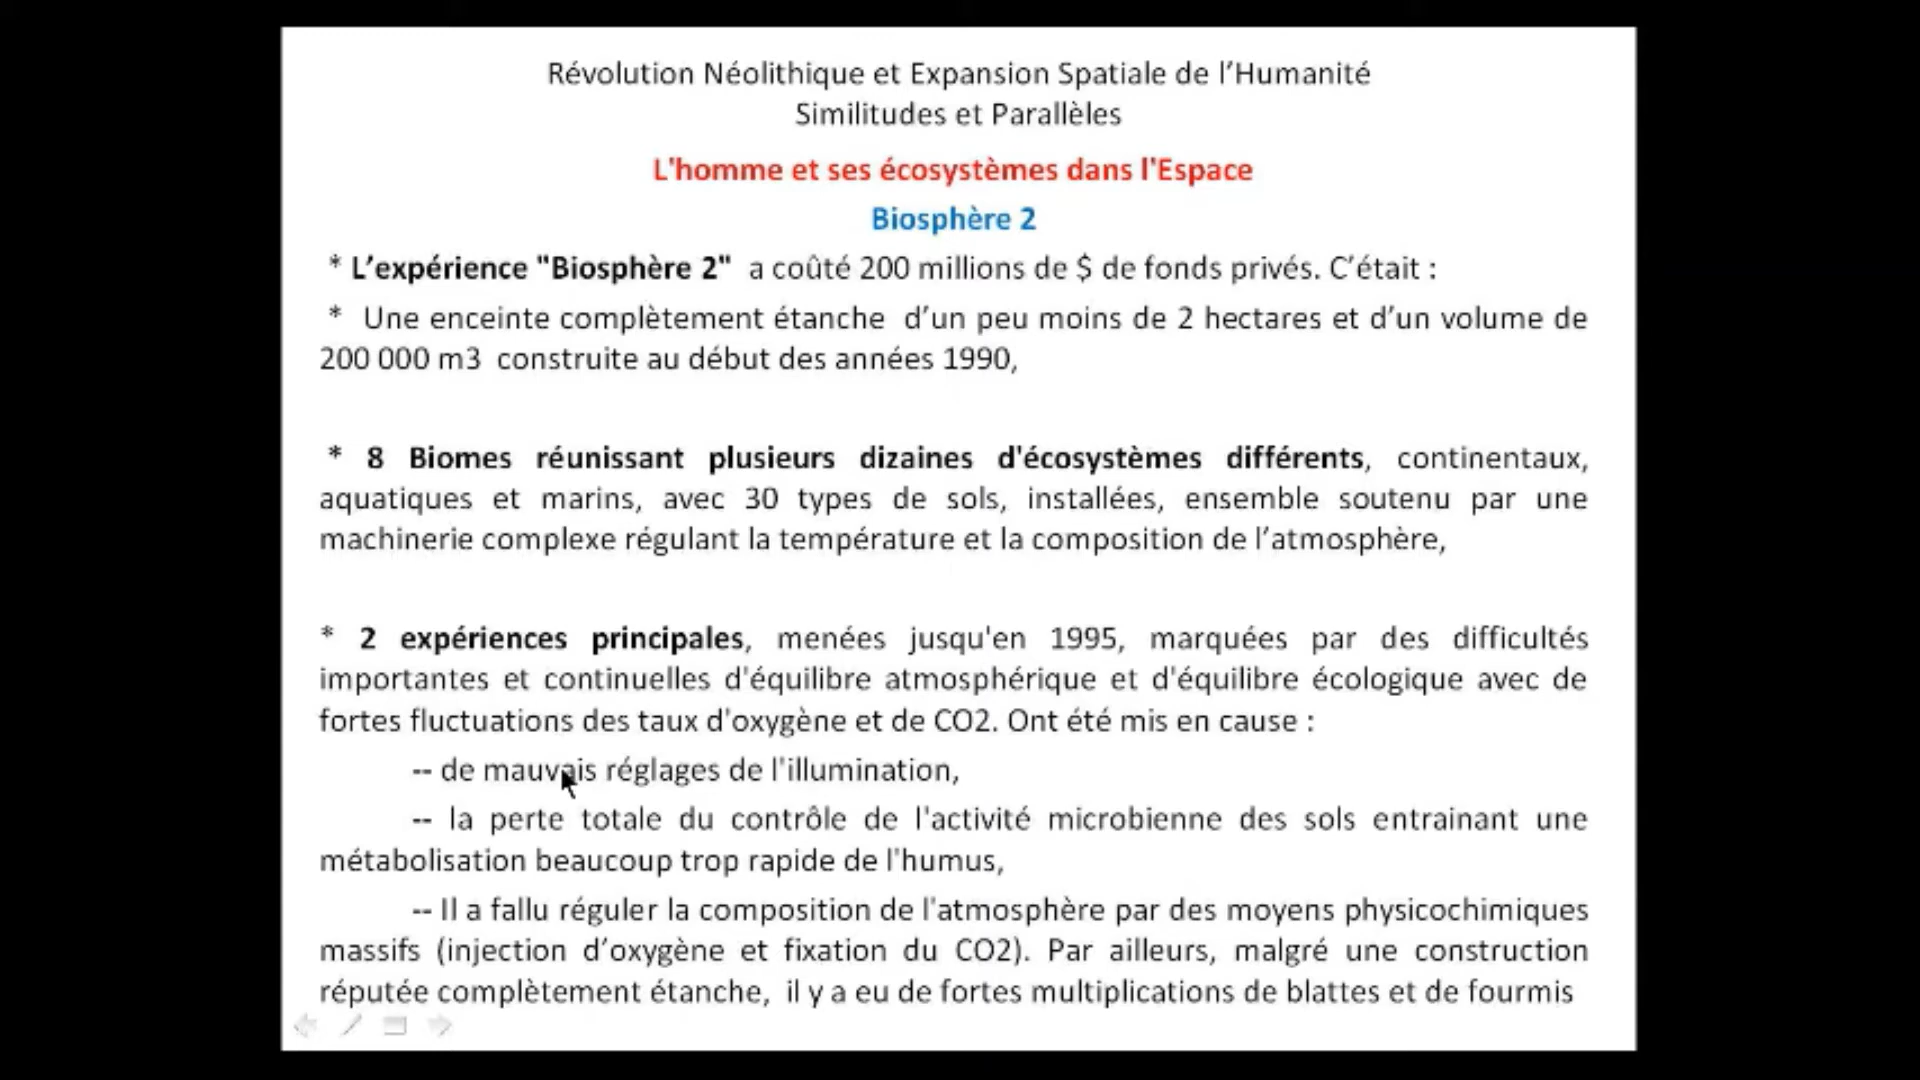 Révolution Néolithique et Expansion Spatiale de l’Humanité
Similitudes et Parallèles
L'homme et ses écosystèmes dans l'Espace
Biosphère 2
* L’expérience "Biosphère 2" a coûté 200 millions de $ de fonds privés. C’était :
* Une enceinte complètement étanche d’un peu moins de 2 hectares et d’un volume de
200 000 m3 construite au début des années 1990,
* 8 Biomes réunissant plusieurs dizaines d'écosystèmes différents, continentaux,
aquatiques et marins, avec 30 types de sols, installées, ensemble soutenu par une
machinerie complexe régulant la température et la composition de l’atmosphère,
* 2 expériences principales, menées jusqu'en 1995, marquées par des difficultés
importantes et continuelles d'équilibre atmosphérique et d'équilibre écologique avec de
fortes fluctuations des taux d'oxygène et de CO2. Ont été mis en cause :
-- de mauvais réglages de l'illumination,
-- la perte totale du contrôle de l'activité microbienne des sols entrainant une
métabolisation beaucoup trop rapide de l'humus,
-- Il a fallu réguler la composition de l'atmosphère par des moyens physicochimiques
massifs (injection d’oxygène et fixation du CO2). Par ailleurs, malgré une construction
réputée complètement étanche, il y a eu de fortes multiplications de blattes et de fourmis